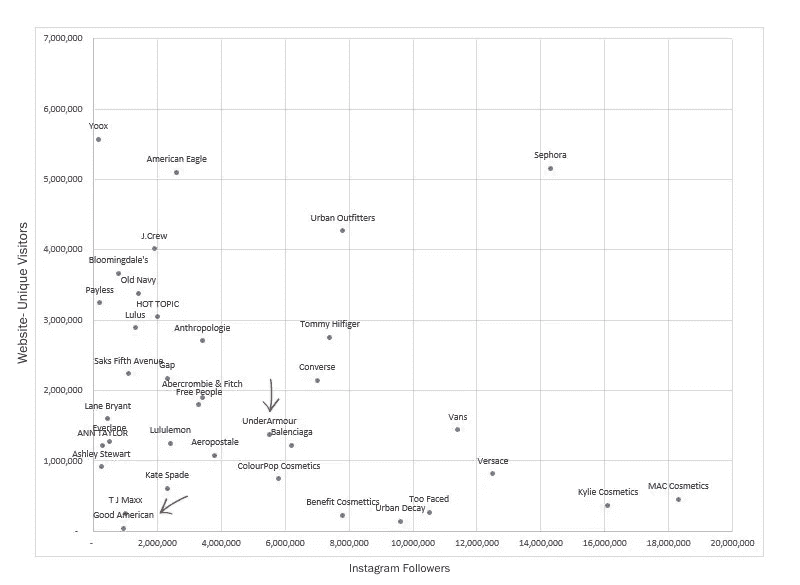 7,000,000
6,000,000
Yoox
American Eagle
Sephora
5,000,000
Urban Outfitters
J.Crew
4,000,000
Bloomingdale's
Old Navy
Payless
HOT TOPIC
Lulus
3,000,000
Anthropologie
Tommy Hilfiger
Saks Fifth Avenue
Gap
Converse
Abercrombie & Fitch
2,000,000
Free People
Lane Bryant
UnderArmour
Vans
Everlane
ANN TAYLOR
Lululemon
Balenciaga
Aeropostale
Ashley Stewart
1,000,000
ColourPop Cosmetics
Versace
Kate Spade
MAC Cosmetics
Kylie Cosmetics
T J Maxx
Benefit Cosmettics
Too Faced
Urban Decay
Good American
-
- 2,000,000 4,000,000 6,000,000 8,000,000 10,000,000 12,000,000 14,000,000 16,000,000 18,000,000 20,000,000
Website- Unique Visitors
Instagram Followers